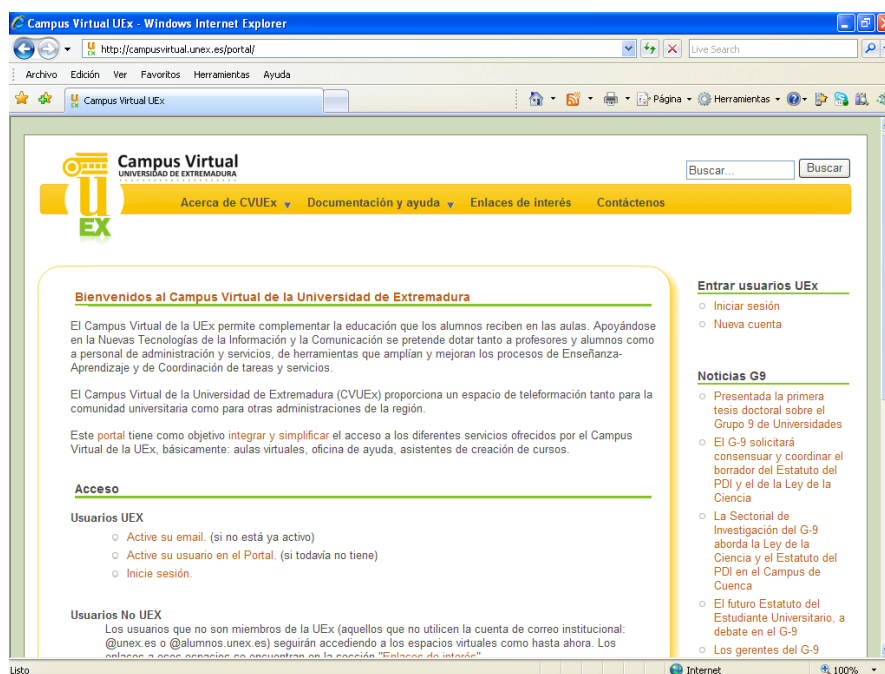 Campus Virtual UEx - Windows Internet Explorer
http://campusvirtual.unex.es/portal/
Live Search
Archivo Edición Ver Favoritos Herramientas Ayuda
Campus Virtual UEx
Página Herramientas
Campus Virtual
UNIVERSIDAD DE EXTREMADURA
u
EX
Buscar... Buscar
Acerca de CVUEx Documentación y ayuda Enlaces de interés Contáctenos
Bienvenidos al Campus Virtual de la Universidad de Extremadura
El Campus Virtual de la UEx permite complementar la educación que los alumnos reciben en las aulas. Apoyándose
en la Nuevas Tecnologías de la Información y la Comunicación se pretende dotar tanto a profesores y alumnos como
a personal de administración y servicios, de herramientas que amplían y mejoran los procesos de Enseñanza-
Aprendizaje y de Coordinación de tareas y servicios.
El Campus Virtual de la Universidad de Extremadura (CVUEx) proporciona un espacio de teleformación tanto para la
comunidad universitaria como para otras administraciones de la región.
Este portal tiene como objetivo integrar y simplificar el acceso a los diferentes servicios ofrecidos por el Campus
Virtual de la UEx, básicamente: aulas virtuales, oficina de ayuda, asistentes de creación de cursos.
Acceso
Usuarios UEX
Active su email. (si no está ya activo)
Active su usuario en el Portal. (si todavía no tiene)
Inicie sesión.
Usuarios No UEX
Los usuarios que no son miembros de la UEx (aquellos que no utilicen la cuenta de correo institucional:
@unex.es o @alumnos.unex.es) seguirán accediendo a los espacios virtuales como hasta ahora. Los
enlaces a esos espacios se encuentran en la sección "Enlaces de interés"
Entrar usuarios UEx
Iniciar sesión
Nueva cuenta
Noticias G9
Presentada la primera
tesis doctoral sobre el
Grupo 9 de Universidades
El G-9 solicitará
consensuar y coordinar el
borrador del Estatuto del
PDI y el de la Ley de la
Ciencia
La Sectorial de
Investigación del G-9
aborda la Ley de la
Ciencia y el Estatuto del
PDI en el Campus de
Cuenca
El futuro Estatuto del
Estudiante Universitario, a
debate en el G-9
Los gerentes del G-9
Listo Internet 100%